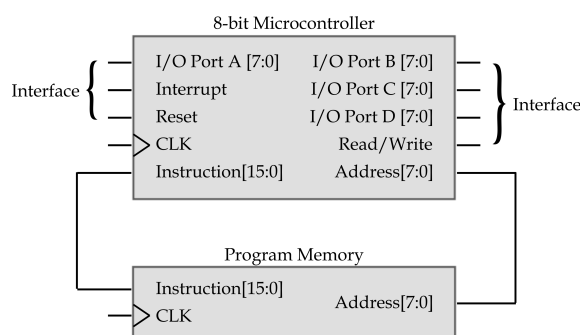 8-bit Microcontroller
I/O Port A [7:0]
I/O Port B [7:0]
Interrupt
I/O Port C [7:0]
Interface
Interface
Reset
I/O Port D [7:0]
CLK
Read/Write
Instruction[15:0]
Address[7:0]
Program Memory
Instruction[15:0]
Address[7:0]
CLK